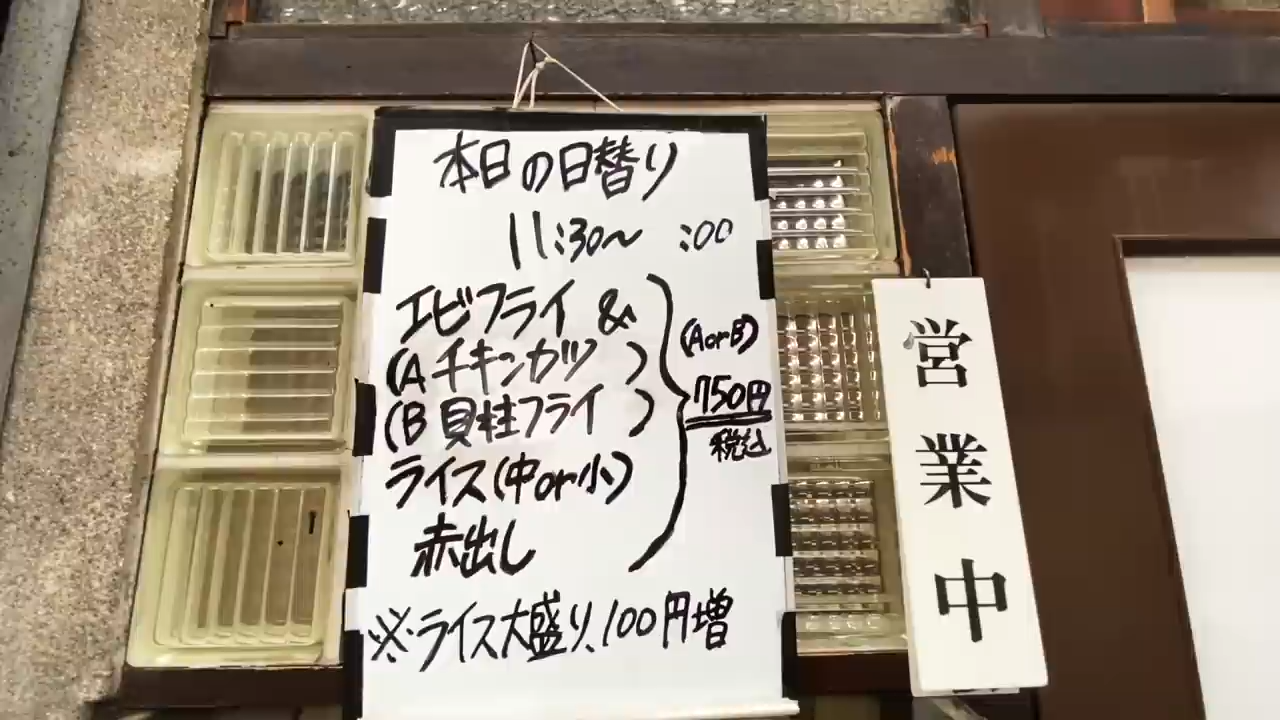 本日の日替り
11:30〜 :00
エビフライ &
(A チキンカツ )
(B 貝柱フライ )
ライス(中or小)
赤出し
(AorB)
750円
税込
※ライス大盛り、100円増
営業中